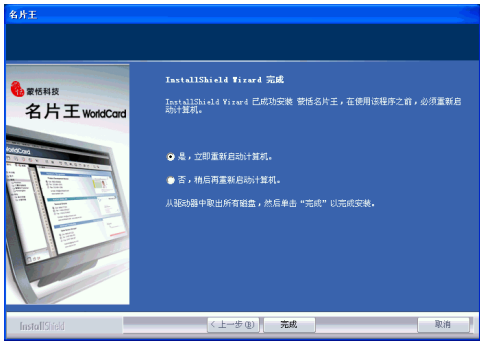 名片王
蒙恬科技
名片王 WorldCard
InstallShield Wizard 完成
InstallShield Wizard 已成功安装 蒙恬名片王，在使用该程序之前，必须重新启
动计算机。
是，立即重新启动计算机。
否，稍后再重新启动计算机。
从驱动器中取出所有磁盘，然后单击“完成”以完成安装。
InstallShield
< 上一步(B)
完成
取消